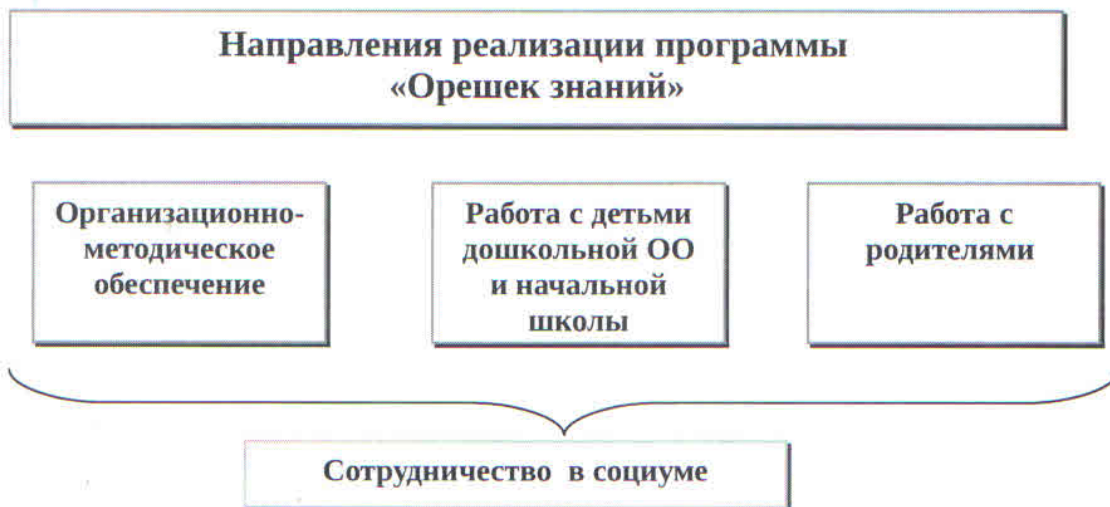 Направления реализации программы
«Орешек знаний»
Организационно-
методическое
обеспечение
Работа с детьми
дошкольной ОО
и начальной
школы
Работа с
родителями
Сотрудничество в социуме